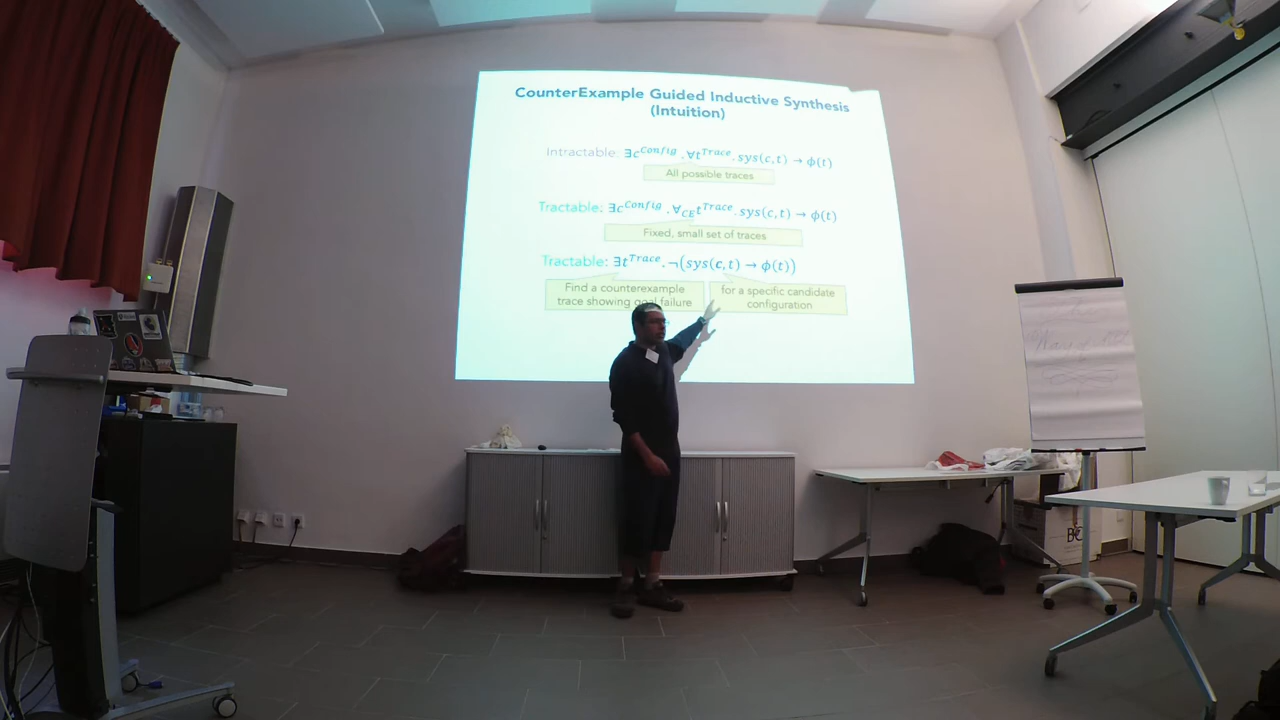 CounterExample Guided Inductive Synthesis
(Intuition)
Intractable: ∃c^Config . ∀t^Trace . sys(c,t) → ϕ(t)
All possible traces
Tractable: ∃c^Config . ∀_CE t^Trace . sys(c,t) → ϕ(t)
Fixed, small set of traces
Tractable: ∃t^Trace . ¬(sys(c,t) → ϕ(t))
Find a counterexample
trace showing goal failure
for a specific candidate
configuration